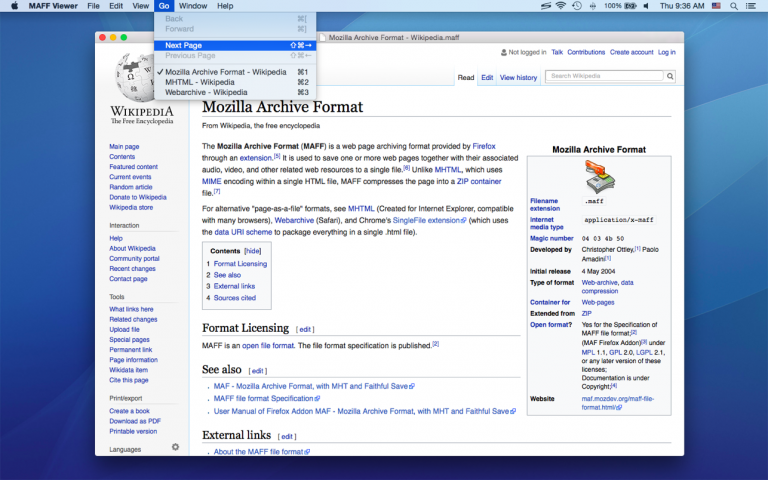 MAFF Viewer File Edit View Go Window Help
100% Thu 9:36 AM
Back ⌘[
Forward ⌘]
Next Page ⇧⌘→
Previous Page ⇧⌘←
✓ Mozilla Archive Format - Wikipedia ⌘1
MHTML - Wikipedia ⌘2
Webarchive - Wikipedia ⌘3
Mozilla Archive Format - Wikipedia.maff
Not logged in Talk Contributions Create account Log in
Read Edit View history Search Wikipedia
WIKIPEDIA
The Free Encyclopedia
Main page
Contents
Featured content
Current events
Random article
Donate to Wikipedia
Wikipedia store
Interaction
Help
About Wikipedia
Community portal
Recent changes
Contact page
Tools
What links here
Related changes
Upload file
Special pages
Permanent link
Page information
Wikidata item
Cite this page
Print/export
Create a book
Download as PDF
Printable version
Languages
Mozilla Archive Format
From Wikipedia, the free encyclopedia
The Mozilla Archive Format (MAFF) is a web page archiving format provided by Firefox
through an extension.[5] It is used to save one or more web pages together with their associated
audio, video, and other related web resources to a single file.[6] Unlike MHTML, which uses
MIME encoding within a single HTML file, MAFF compresses the page into a ZIP container
file.[7]
For alternative "page-as-a-file" formats, see MHTML (Created for Internet Explorer, compatible
with many browsers), Webarchive (Safari), and Chrome's SingleFile extension (which uses
the data URI scheme to package everything in a single .html file).
Contents [hide]
1 Format Licensing
2 See also
3 External links
4 Sources cited
Format Licensing [ edit ]
MAFF is an open file format. The file format specification is published.[2]
See also [ edit ]
MAF - Mozilla Archive Format, with MHT and Faithful Save
MAFF file format Specification
User Manual of Firefox Addon MAF - Mozilla Archive Format, with MHT and Faithful Save
External links [ edit ]
About the MAFF file format
Mozilla Archive Format
Filename extension .maff
Internet media type application/x-maff
Magic number 04 03 4b 50
Developed by Christopher Ottley,[1] Paolo
Amadini[1]
Initial release 4 May 2004
Type of format Web-archive, data
compression
Container for Web-pages
Extended from ZIP
Open format? Yes for the Specification of
MAFF file format;[2]
(MAF Firefox Addon)[3] under
MPL 1.1, GPL 2.0, LGPL 2.1,
or any later version of these
licenses;
Documentation is under
Copyright;[4]
Website maf.mozdev.org/maff-file-
format.html